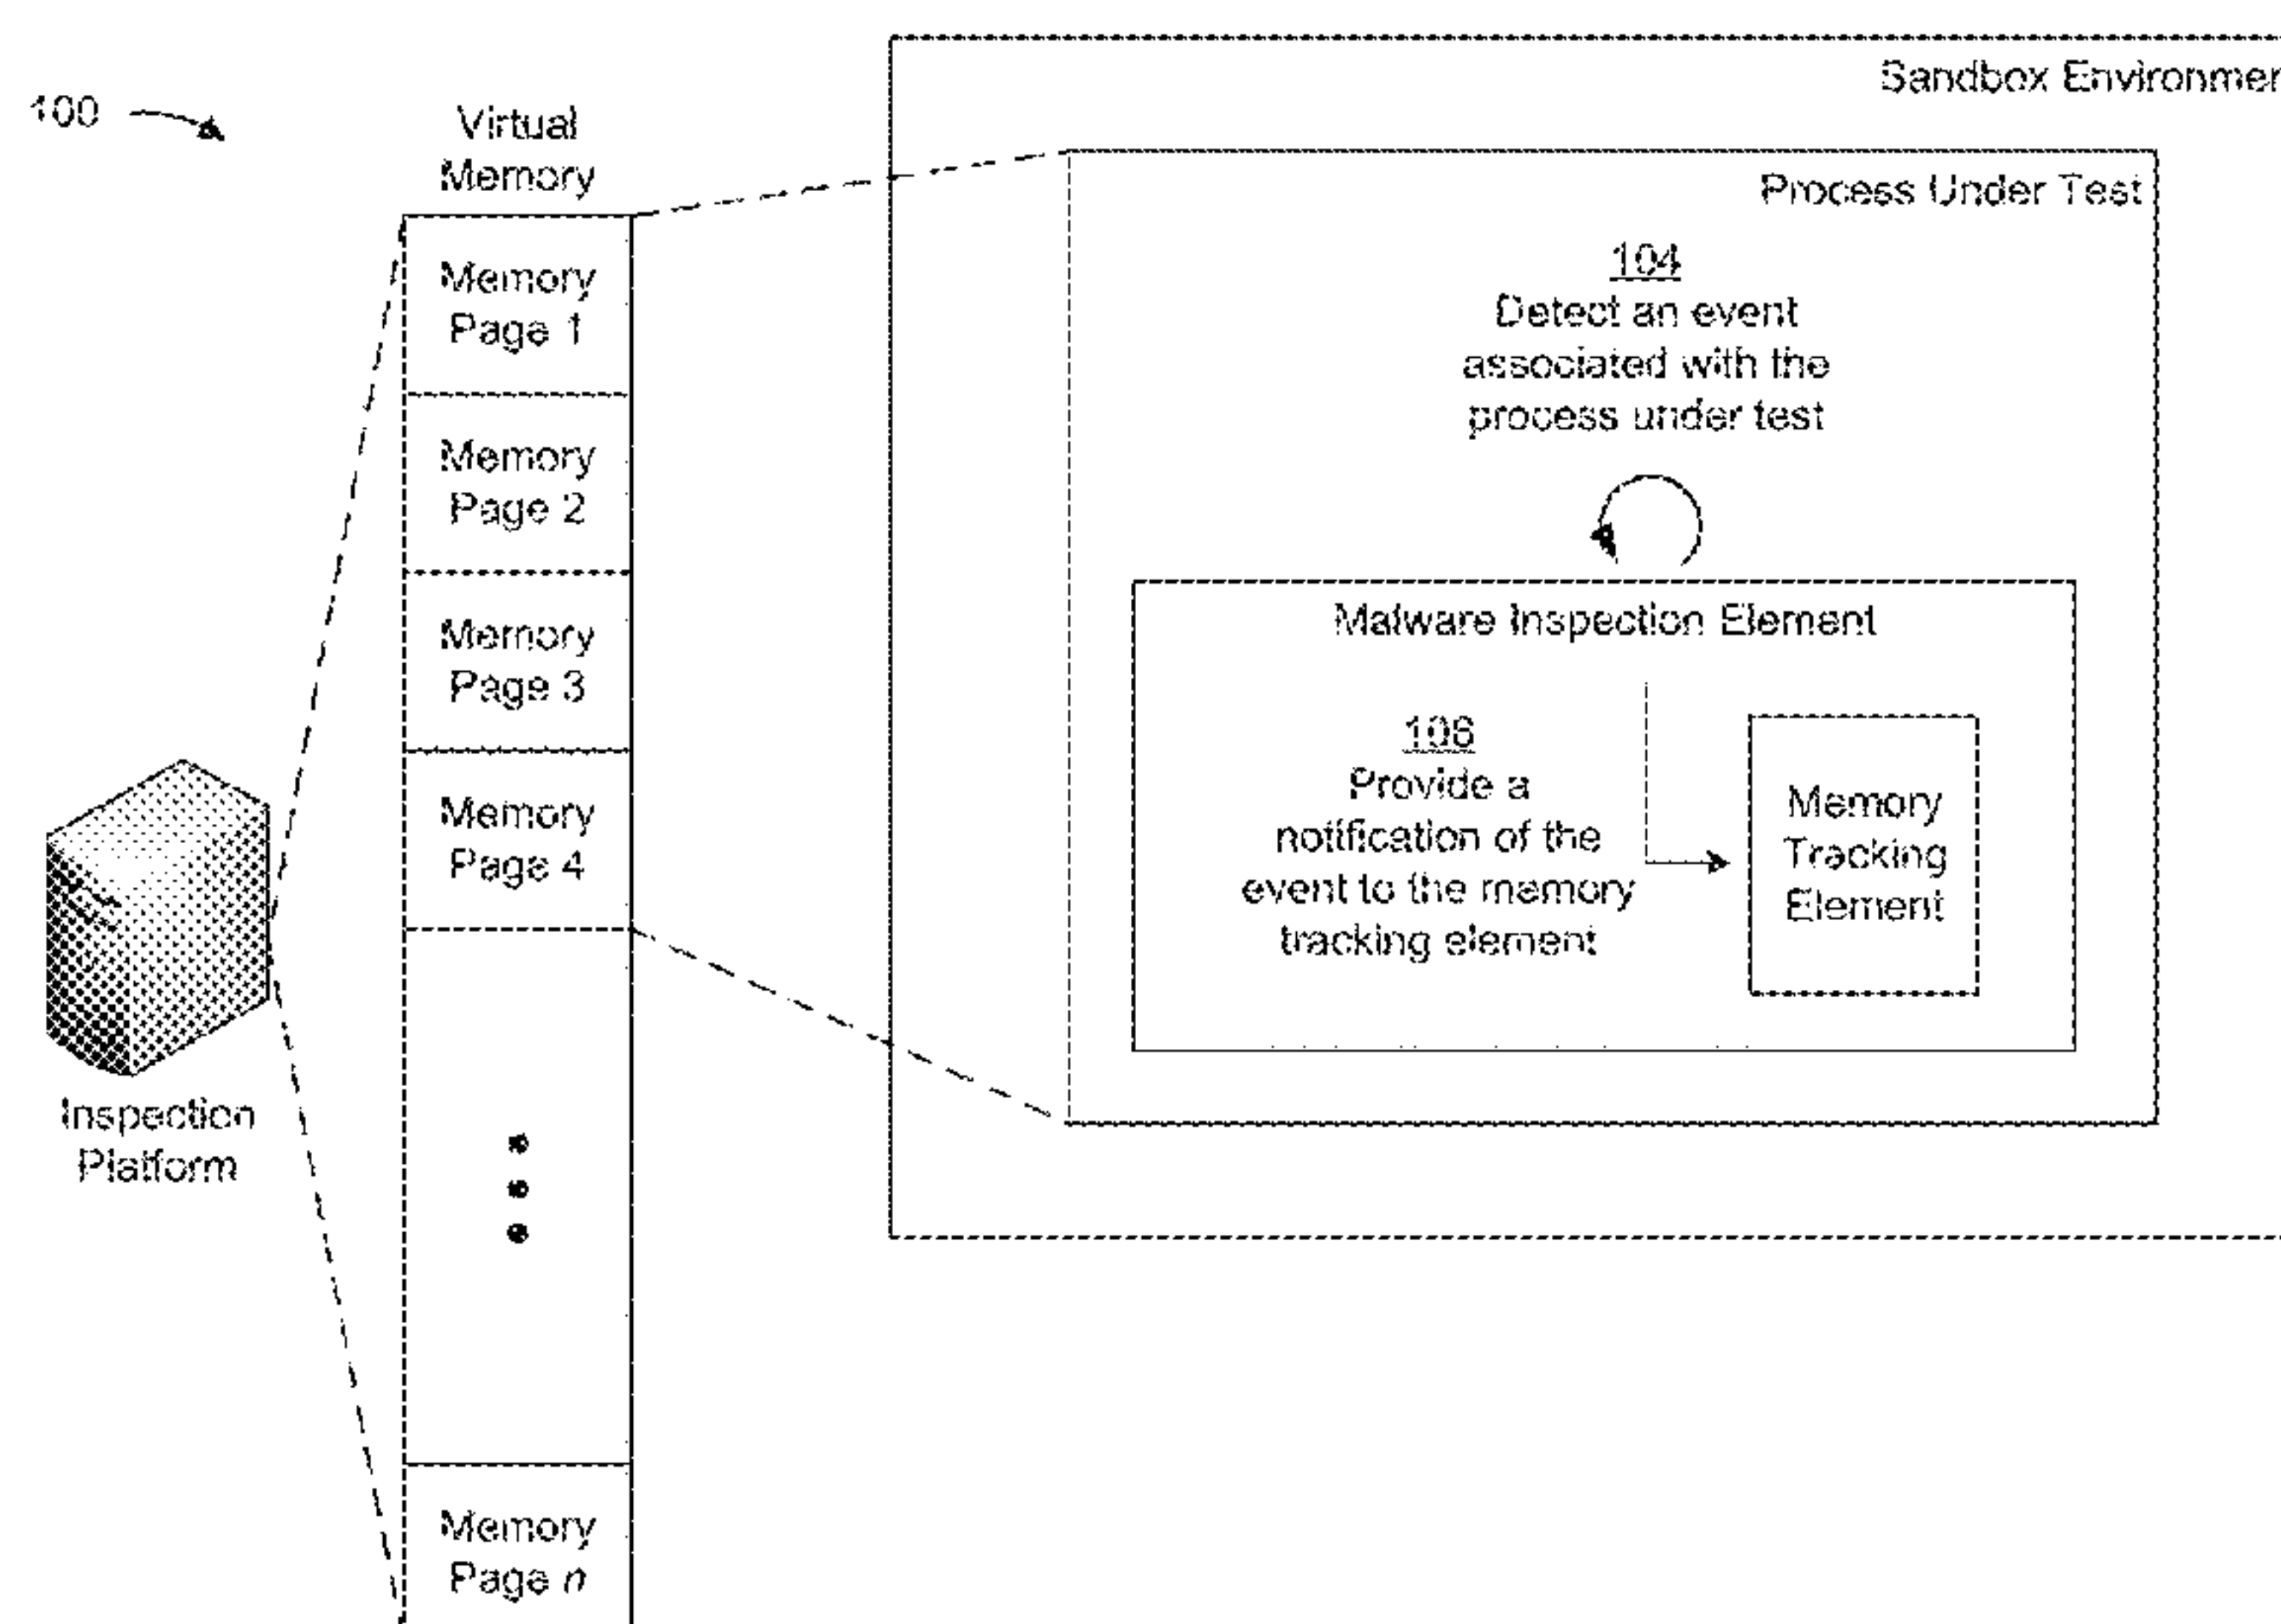 100
Virtual
Memory
Memory
Page 1
Memory
Page 2
Memory
Page 3
Memory
Page 4
Memory
Page n
Inspection
Platform
Sandbox Environmen
Process Under Test
104
Detect an event
associated with the
process under test
Malware Inspection Element
106
Provide a
notification of the
event to the memory
tracking element
Memory
Tracking
Element